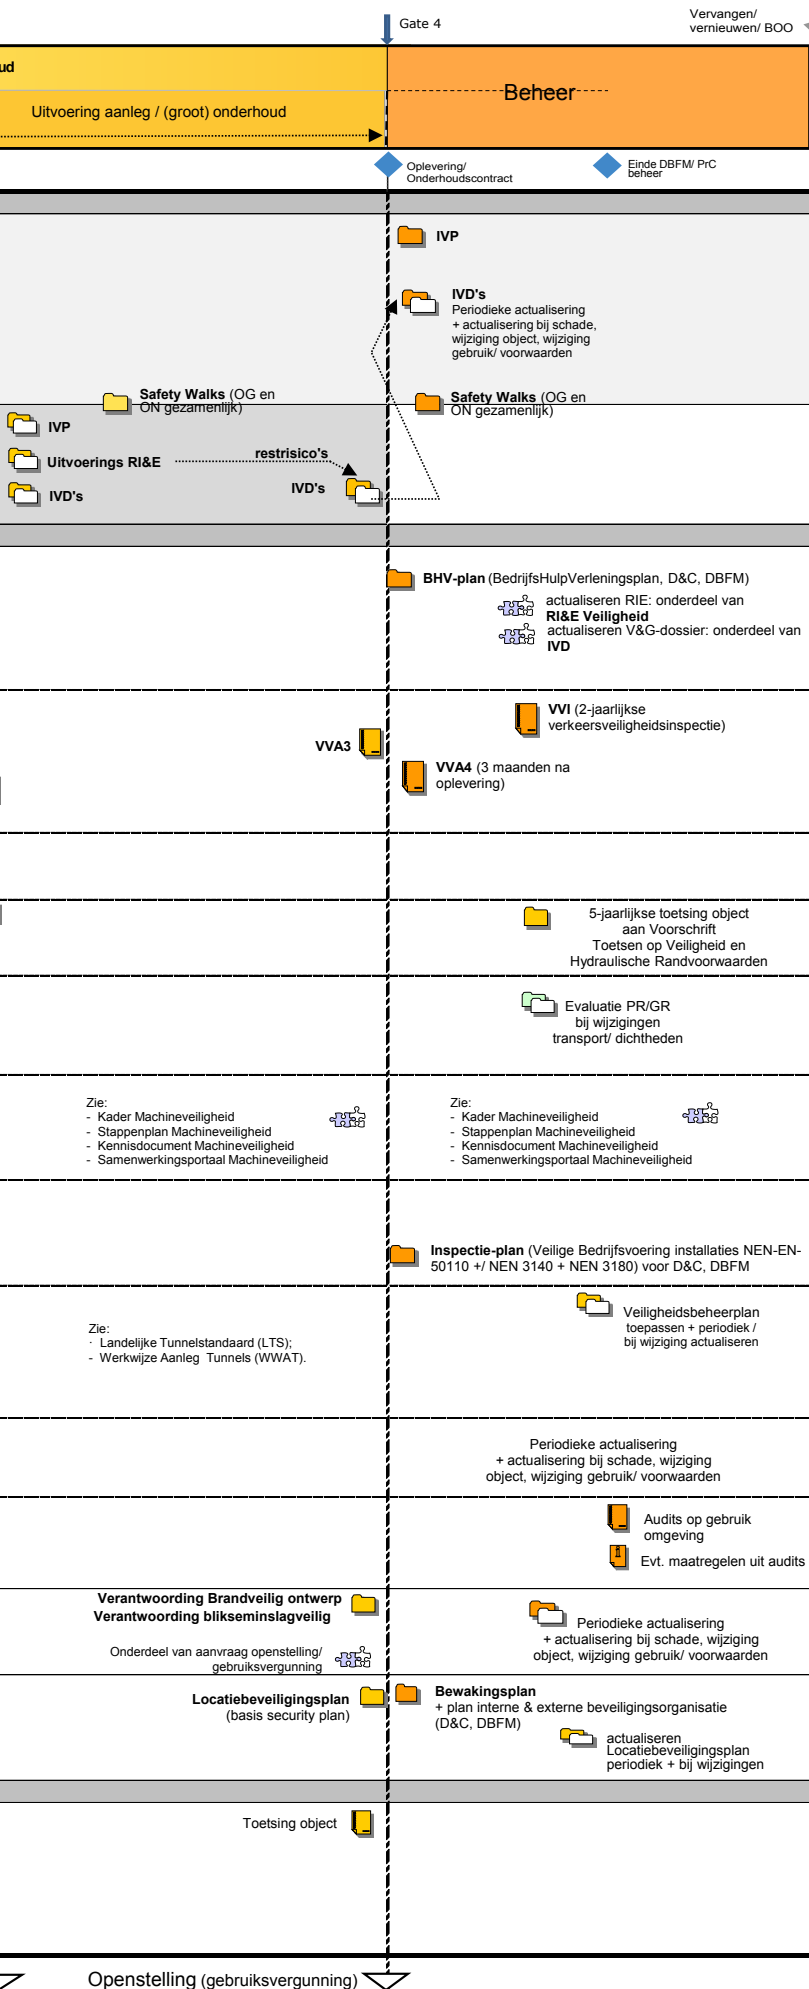 Gate 4
Vervangen/
vernieuwen/ BOO
ud
Uitvoering aanleg / (groot) onderhoud
Beheer
Oplevering/
Onderhoudscontract
Einde DBFM/ PrC
beheer
IVP
IVD's
Periodieke actualisering
+ actualisering bij schade,
wijziging object, wijziging
gebruik/ voorwaarden
Safety Walks (OG en
ON gezamenlijk)
Safety Walks (OG en
ON gezamenlijk)
IVP
Uitvoerings RI&E
restrisico's
IVD's
IVD's
BHV-plan (BedrijfsHulpVerleningsplan, D&C, DBFM)
actualiseren RIE: onderdeel van
RI&E Veiligheid
actualiseren V&G-dossier: onderdeel van
IVD
VVI (2-jaarlijkse
verkeersveiligheidsinspectie)
VVA3
VVA4 (3 maanden na
oplevering)
5-jaarlijkse toetsing object
aan Voorschrift
Toetsen op Veiligheid en
Hydraulische Randvoorwaarden
Evaluatie PR/GR
bij wijzigingen
transport/ dichtheden
Zie:
- Kader Machineveiligheid
- Stappenplan Machineveiligheid
- Kennisdocument Machineveiligheid
- Samenwerkingsportaal Machineveiligheid
Zie:
- Kader Machineveiligheid
- Stappenplan Machineveiligheid
- Kennisdocument Machineveiligheid
- Samenwerkingsportaal Machineveiligheid
Inspectie-plan (Veilige Bedrijfsvoering installaties NEN-EN-
50110 +/ NEN 3140 + NEN 3180) voor D&C, DBFM
Veiligheidsbeheerplan
toepassen + periodiek /
bij wijziging actualiseren
Zie:
· Landelijke Tunnelstandaard (LTS);
- Werkwijze Aanleg Tunnels (WWAT).
Periodieke actualisering
+ actualisering bij schade, wijziging
object, wijziging gebruik/ voorwaarden
Audits op gebruik
omgeving
Evt. maatregelen uit audits
Verantwoording Brandveilig ontwerp
Verantwoording blikseminslagveilig
Onderdeel van aanvraag openstelling/
gebruiksvergunning
Periodieke actualisering
+ actualisering bij schade, wijziging
object, wijziging gebruik/ voorwaarden
Locatiebeveiligingsplan
(basis security plan)
Bewakingsplan
+ plan interne & externe beveiligingsorganisatie
(D&C, DBFM)
actualiseren
Locatiebeveiligingsplan
periodiek + bij wijzigingen
Toetsing object
Openstelling (gebruiksvergunning)